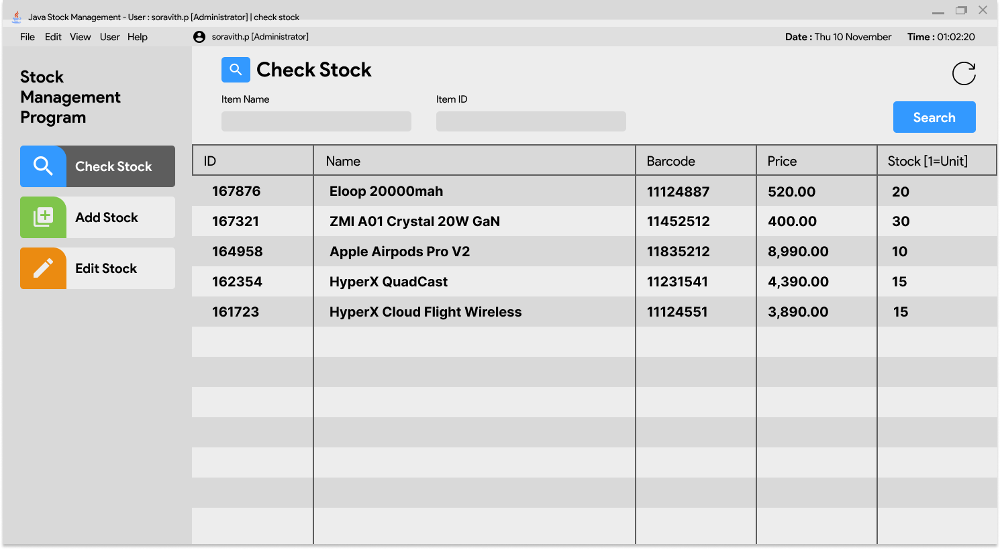 Java Stock Management - User : soravith.p [Administrator] | check stock
File Edit View User Help
soravith.p [Administrator]
Date : Thu 10 November Time : 01:02:20
Stock
Management
Program
Check Stock
Add Stock
Edit Stock
Check Stock
Item Name Item ID
Search
ID Name Barcode Price Stock [1=Unit]
167876 Eloop 20000mah 11124887 520.00 20
167321 ZMI A01 Crystal 20W GaN 11452512 400.00 30
164958 Apple Airpods Pro V2 11835212 8,990.00 10
162354 HyperX QuadCast 11231541 4,390.00 15
161723 HyperX Cloud Flight Wireless 11124551 3,890.00 15